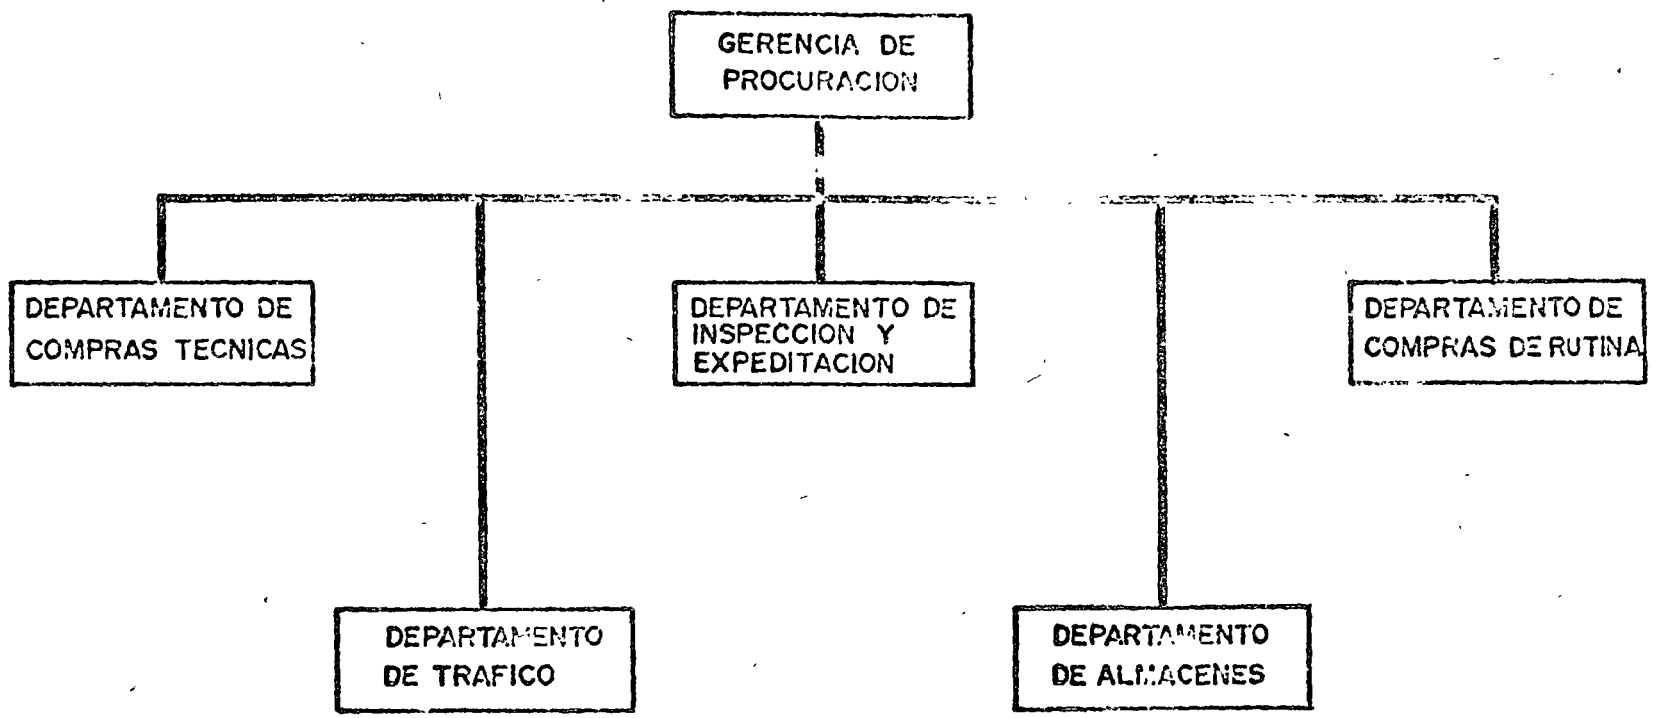 GERENCIA DE
PROCURACION
DEPARTAMENTO DE
COMPRAS TECNICAS
DEPARTAMENTO DE
INSPECCION Y
EXPEDITACION
DEPARTAMENTO DE
COMPRAS DE RUTINA
DEPARTAMENTO
DE TRAFICO
DEPARTAMENTO
DE ALMACENES